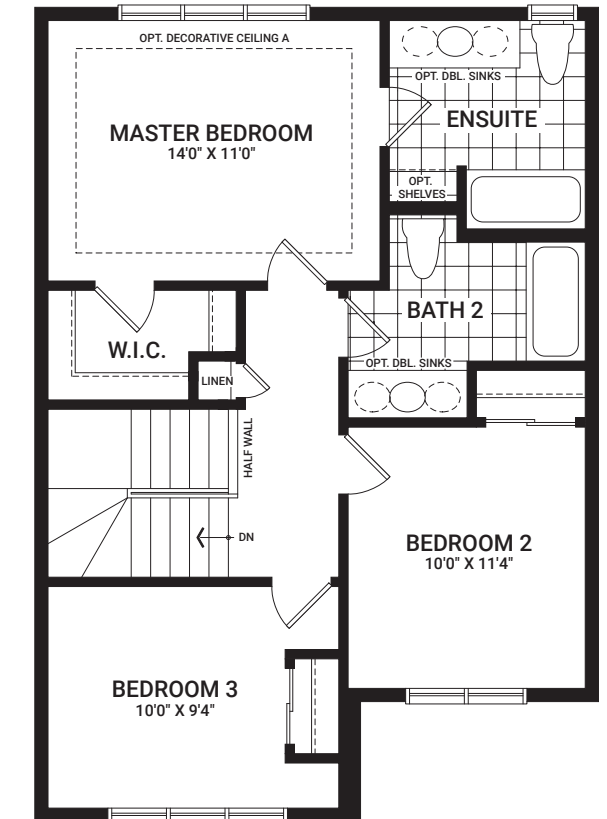 OPT. DECORATIVE CEILING A
MASTER BEDROOM
14'0" X 11'0"
OPT. DBL. SINKS
ENSUITE
OPT.
SHELVES
BATH 2
OPT. DBL. SINKS
W.I.C.
LINEN
HALF WALL
DN
BEDROOM 2
10'0" X 11'4"
BEDROOM 3
10'0" X 9'4"